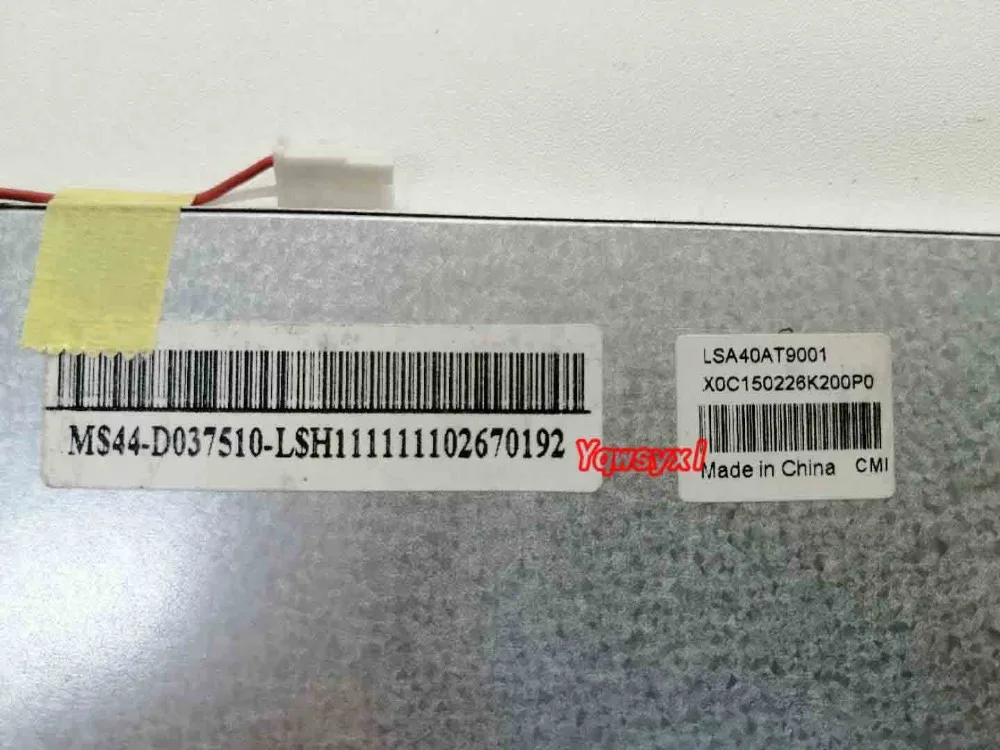 MS44-D037510-LSH111111102670192
Yqwsyxl
LSA40AT9001
X0C150226K200P0
Made in China CMI